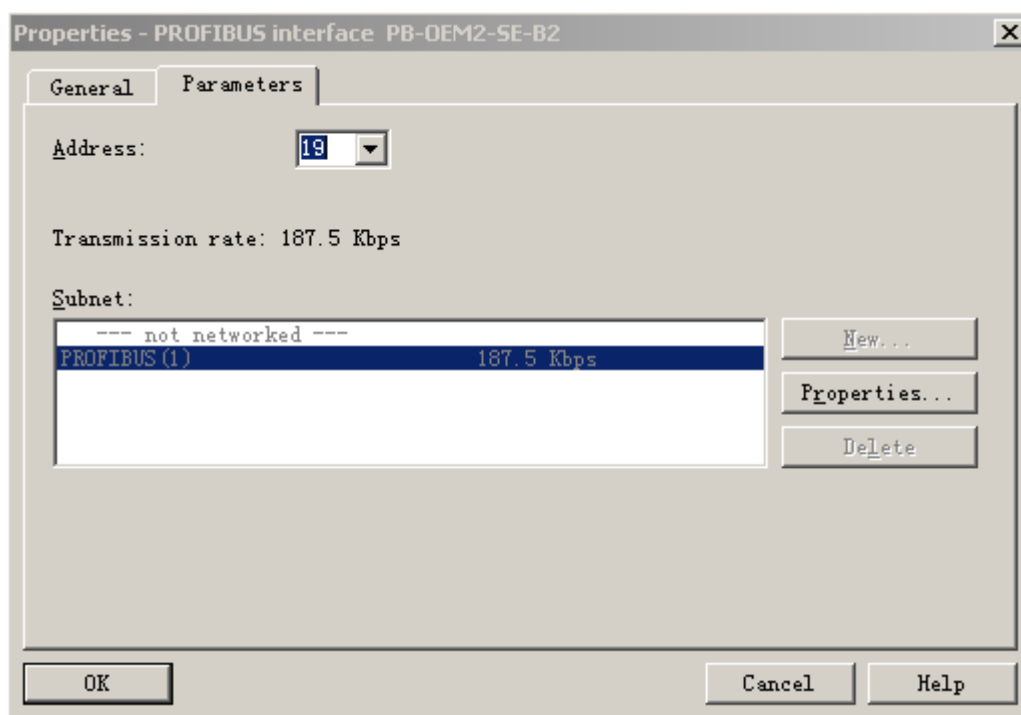 Properties - PROFIBUS interface PB-OEM2-SE-B2
General Parameters
Address: 19
Transmission rate: 187.5 Kbps
Subnet:
--- not networked ---
PROFIBUS(1) 187.5 Kbps
New...
Properties...
Delete
OK Cancel Help